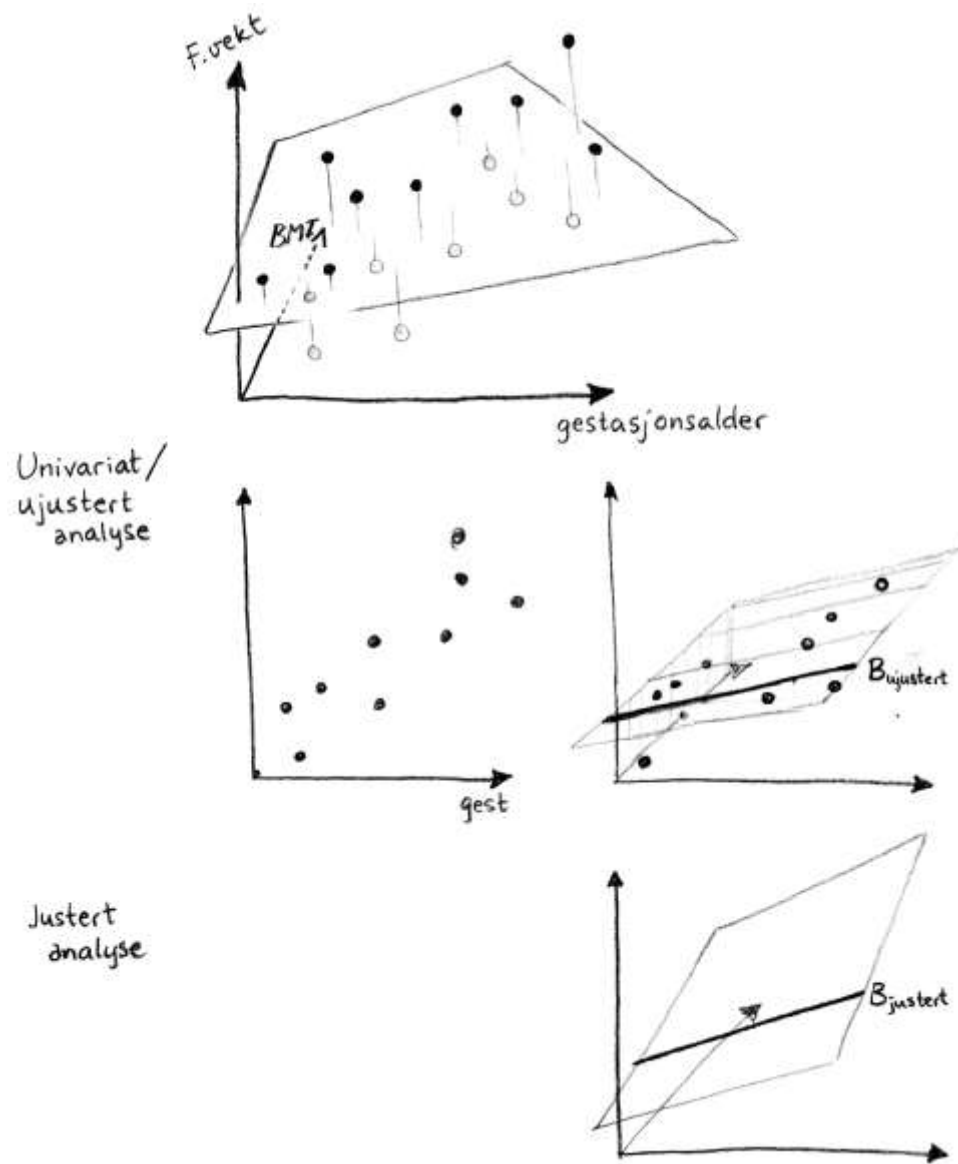 F.vekt
BMI
gestasjonsalder
Univariat/
ujustert
analyse
Bujustert
gest
Justert
analyse
Bjustert